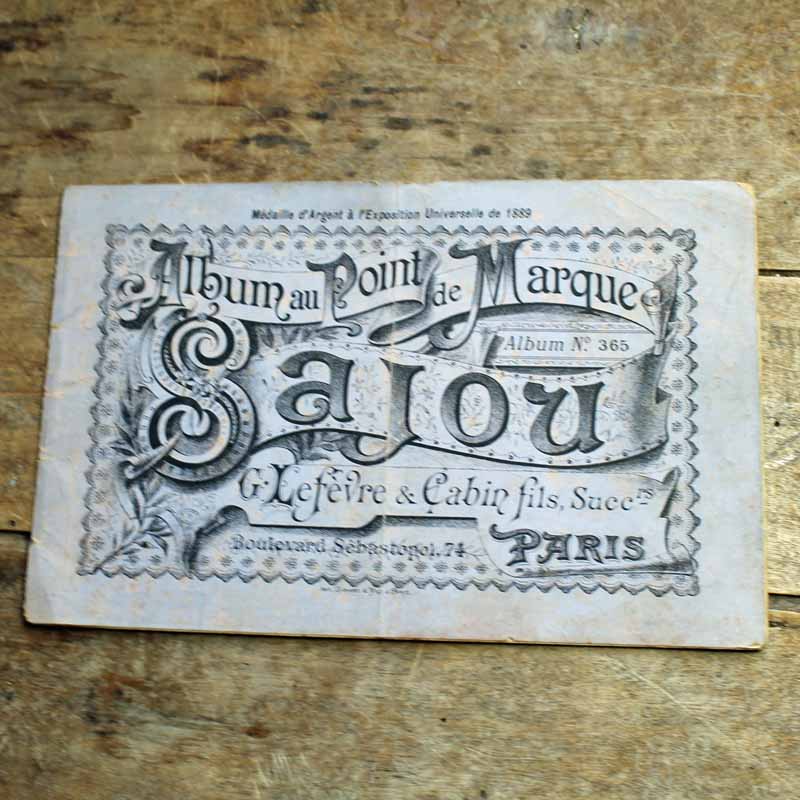 Médaille d'Argent à l'Exposition Universelle de 1889
Album au Point de Marque
Album Nº 365
Sajou
G. Lefèvre & Cabin fils, Succrs
Boulevard Sébastopol, 74
PARIS